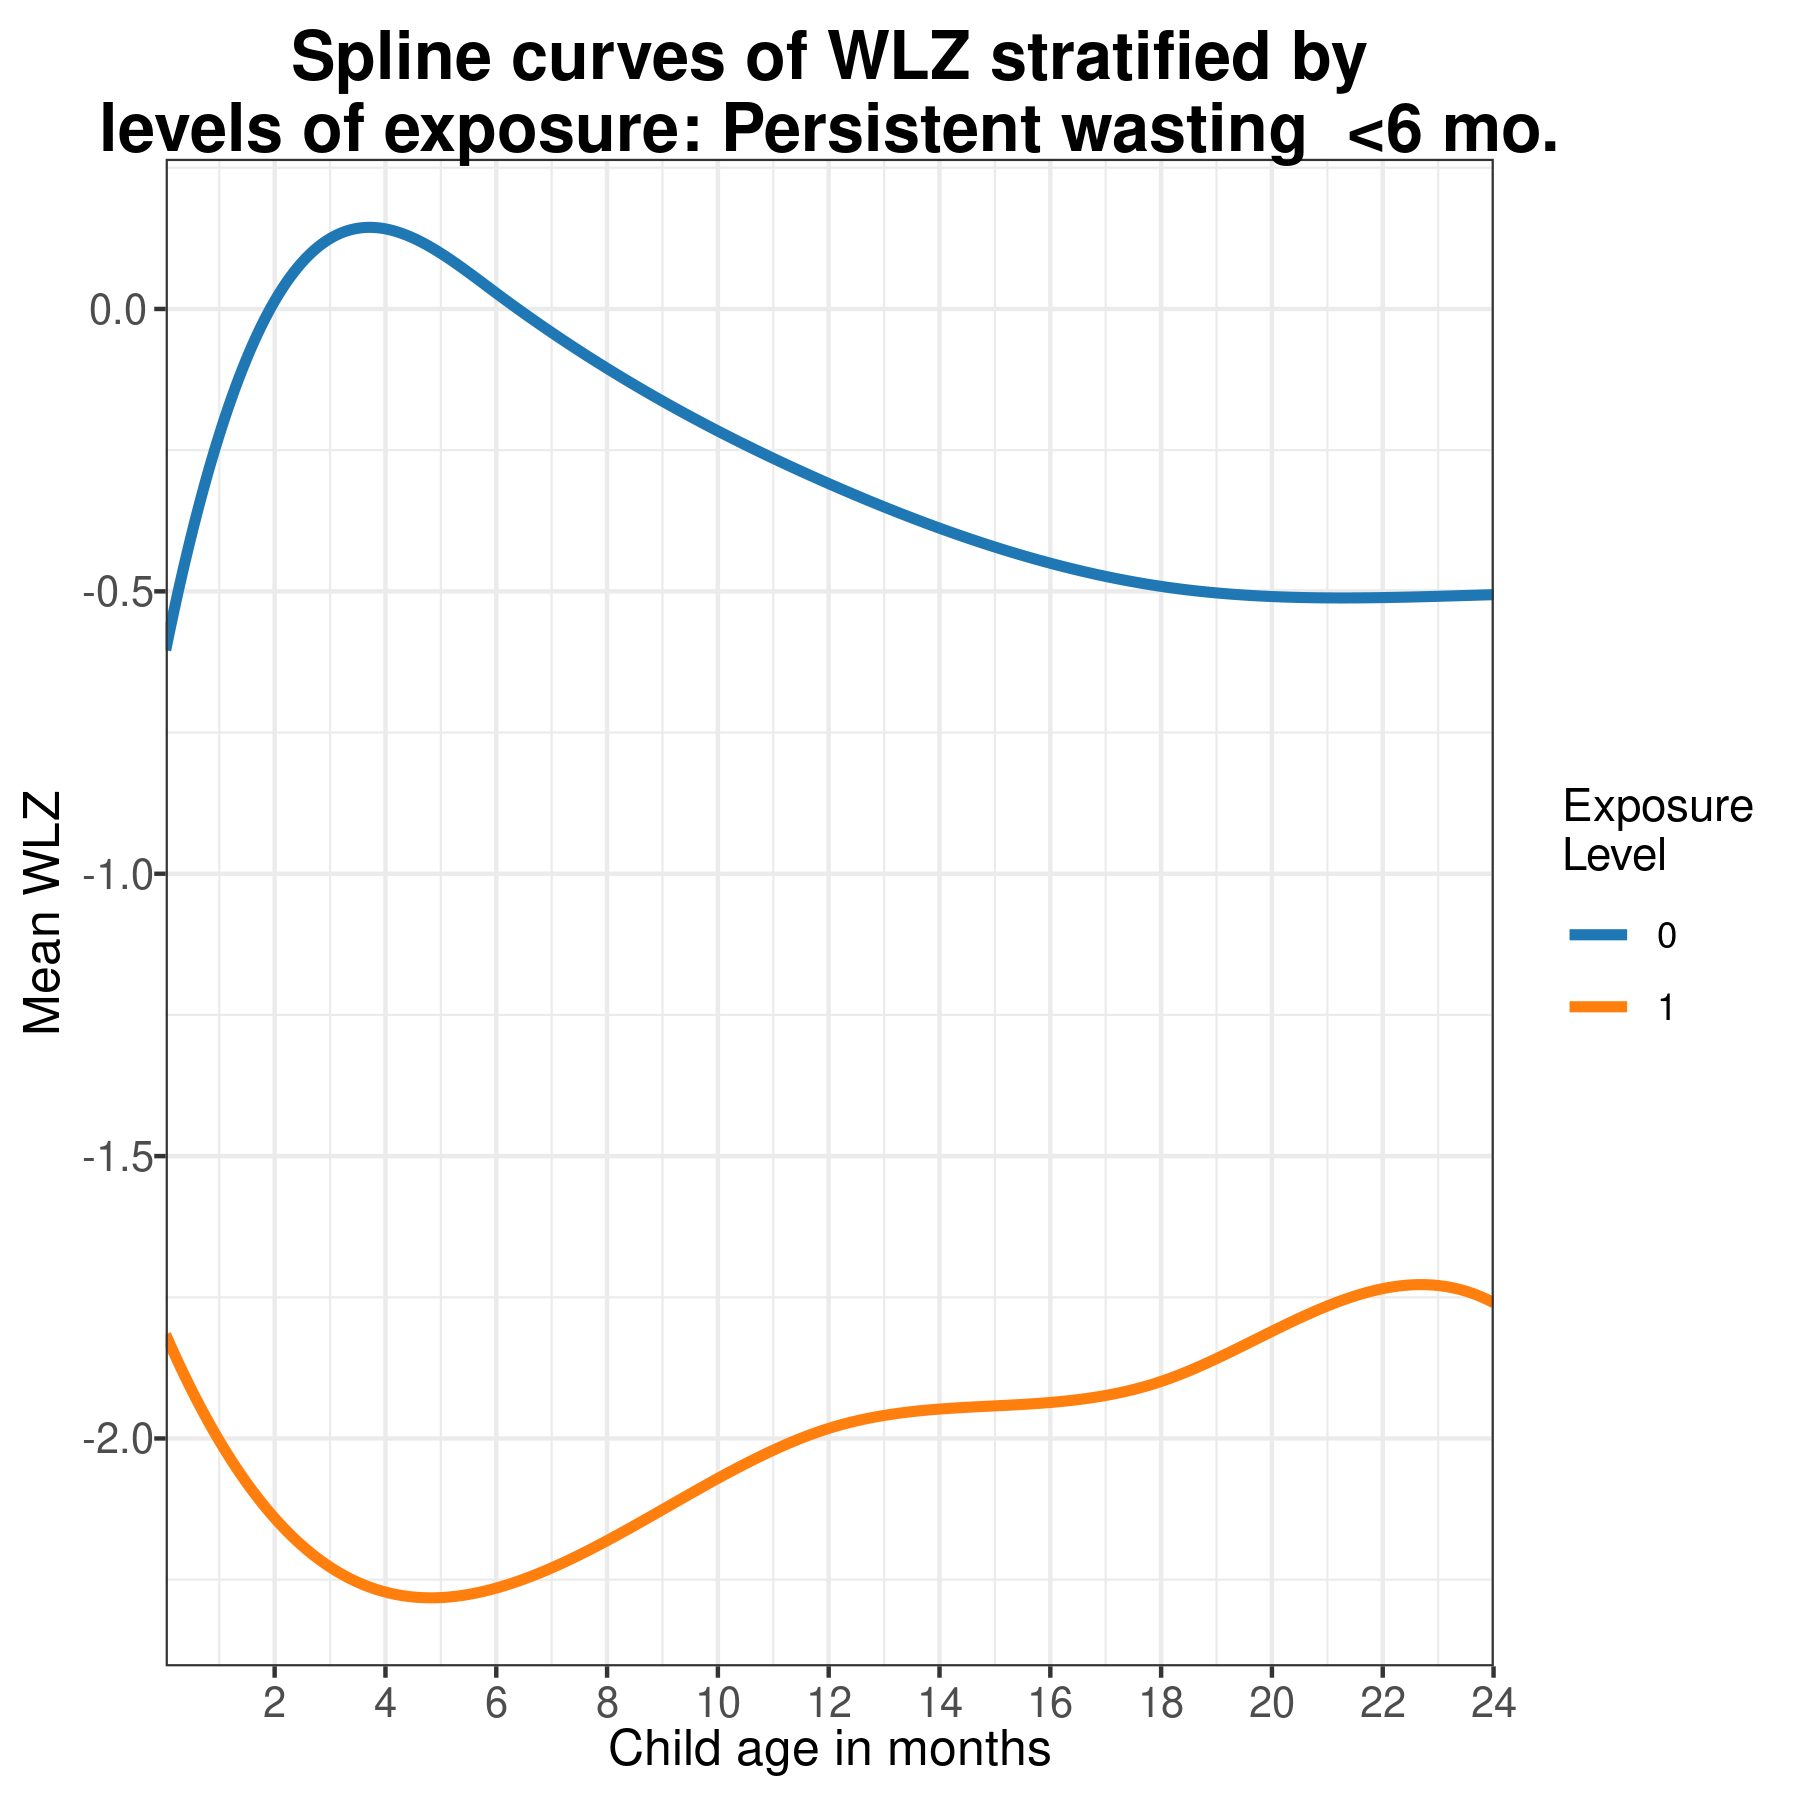 Spline curves of WLZ stratified by
levels of exposure: Persistent wasting  <6 mo.
0.0
-0.5
-1.0
-1.5
-2.0
Mean WLZ
2 4 6 8 10 12 14 16 18 20 22 24
Child age in months
Exposure
Level
0
1